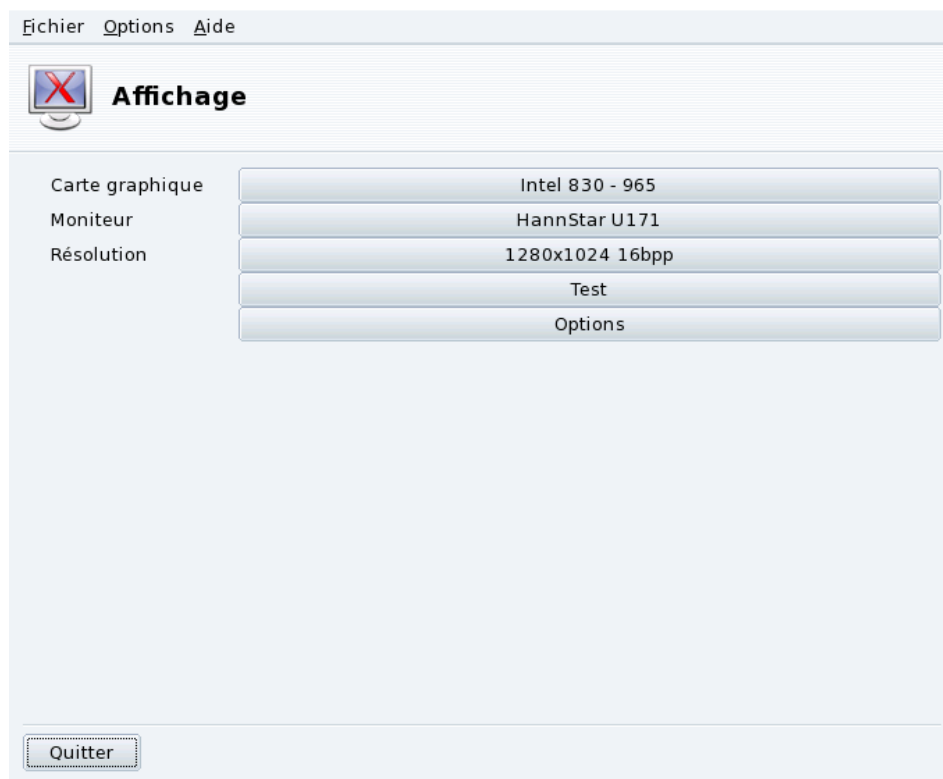 Fichier Options Aide
Affichage
Carte graphique Intel 830 - 965
Moniteur HannStar U171
Résolution 1280x1024 16bpp
Test
Options
Quitter